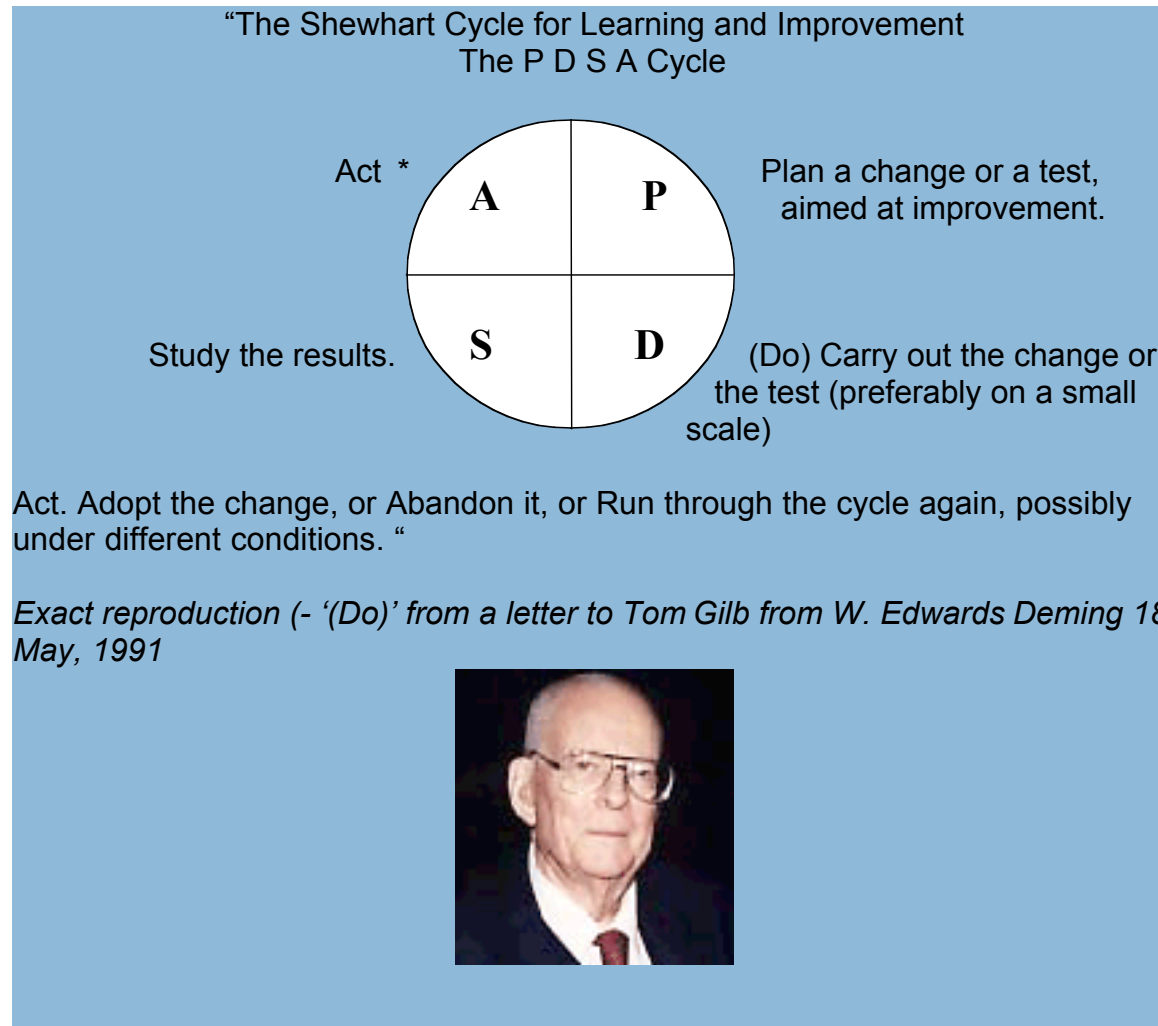 “The Shewhart Cycle for Learning and Improvement
The P D S A Cycle
Act *
A
P
Plan a change or a test,
aimed at improvement.
Study the results.
S
D
(Do) Carry out the change or
the test (preferably on a small
scale)
Act. Adopt the change, or Abandon it, or Run through the cycle again, possibly
under different conditions. “
Exact reproduction (- ‘(Do)’ from a letter to Tom Gilb from W. Edwards Deming 18
May, 1991